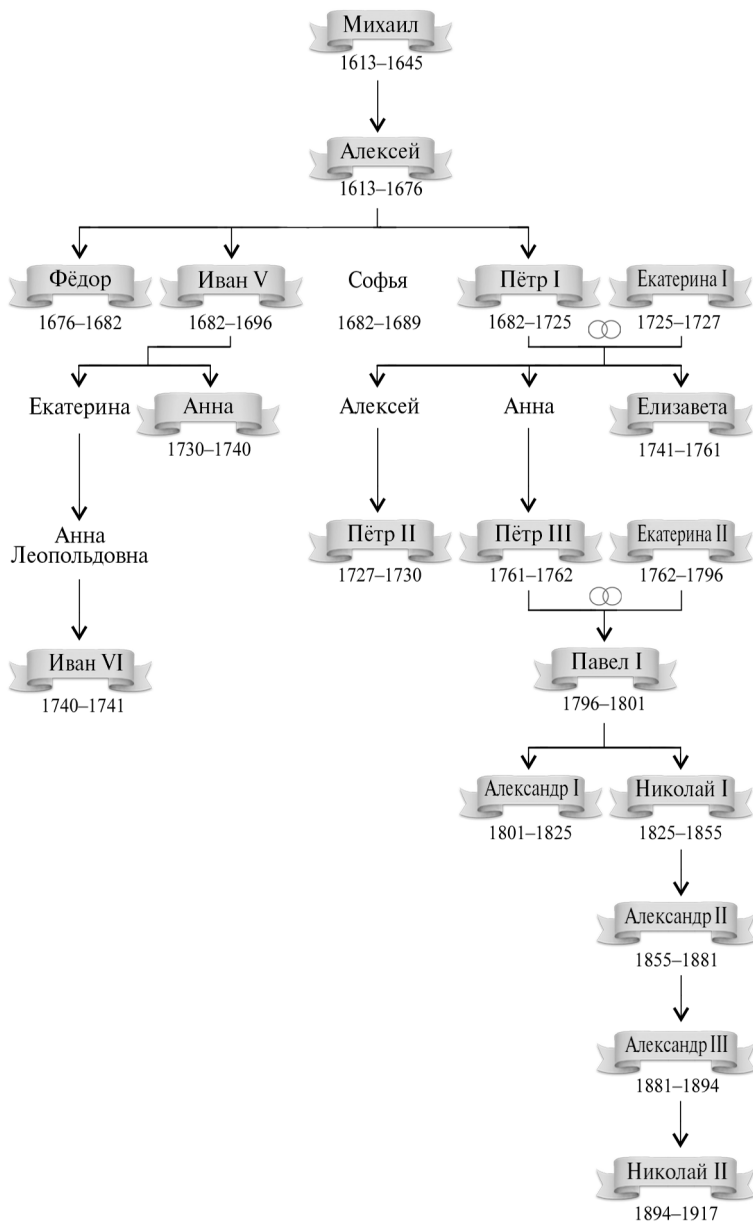 Михаил
1613–1645
Алексей
1613–1676
Фёдор
1676–1682
Иван V
1682–1696
Софья
1682–1689
Пётр I
1682–1725
Екатерина I
1725–1727
Екатерина
Анна
1730–1740
Алексей
Анна
Елизавета
1741–1761
Анна
Леопольдовна
Пётр II
1727–1730
Пётр III
1761–1762
Екатерина II
1762–1796
Иван VI
1740–1741
Павел I
1796–1801
Александр I
1801–1825
Николай I
1825–1855
Александр II
1855–1881
Александр III
1881–1894
Николай II
1894–1917